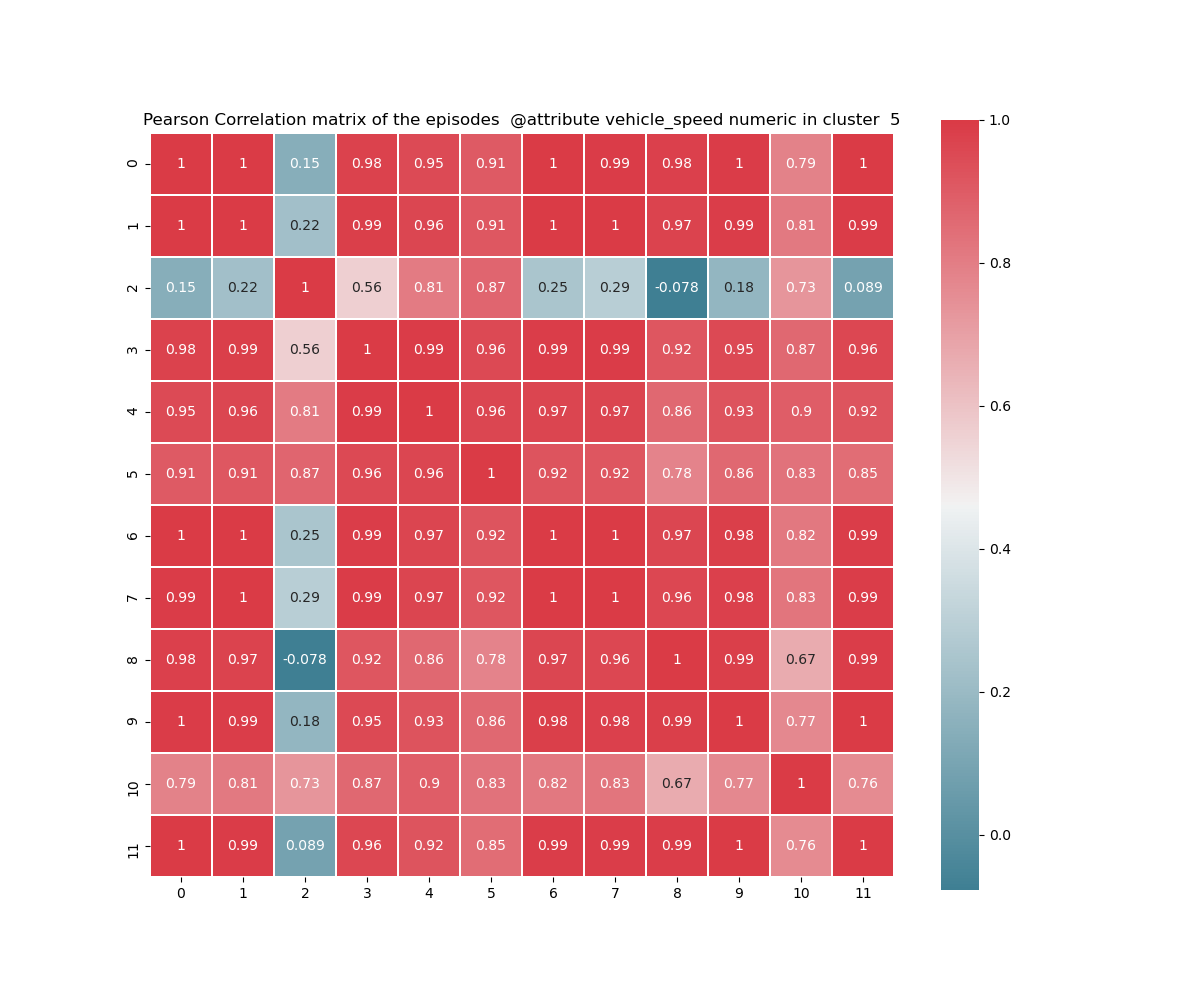 Pearson Correlation matrix of the episodes  @attribute vehicle_speed numeric in cluster  5
0 1 1 0.15 0.98 0.95 0.91 1 0.99 0.98 1 0.79 1
1 1 1 0.22 0.99 0.96 0.91 1 1 0.97 0.99 0.81 0.99
2 0.15 0.22 1 0.56 0.81 0.87 0.25 0.29 -0.078 0.18 0.73 0.089
3 0.98 0.99 0.56 1 0.99 0.96 0.99 0.99 0.92 0.95 0.87 0.96
4 0.95 0.96 0.81 0.99 1 0.96 0.97 0.97 0.86 0.93 0.9 0.92
5 0.91 0.91 0.87 0.96 0.96 1 0.92 0.92 0.78 0.86 0.83 0.85
6 1 1 0.25 0.99 0.97 0.92 1 1 0.97 0.98 0.82 0.99
7 0.99 1 0.29 0.99 0.97 0.92 1 1 0.96 0.98 0.83 0.99
8 0.98 0.97 -0.078 0.92 0.86 0.78 0.97 0.96 1 0.99 0.67 0.99
9 1 0.99 0.18 0.95 0.93 0.86 0.98 0.98 0.99 1 0.77 1
10 0.79 0.81 0.73 0.87 0.9 0.83 0.82 0.83 0.67 0.77 1 0.76
11 1 0.99 0.089 0.96 0.92 0.85 0.99 0.99 0.99 1 0.76 1
0 1 2 3 4 5 6 7 8 9 10 11
1.0
0.8
0.6
0.4
0.2
0.0